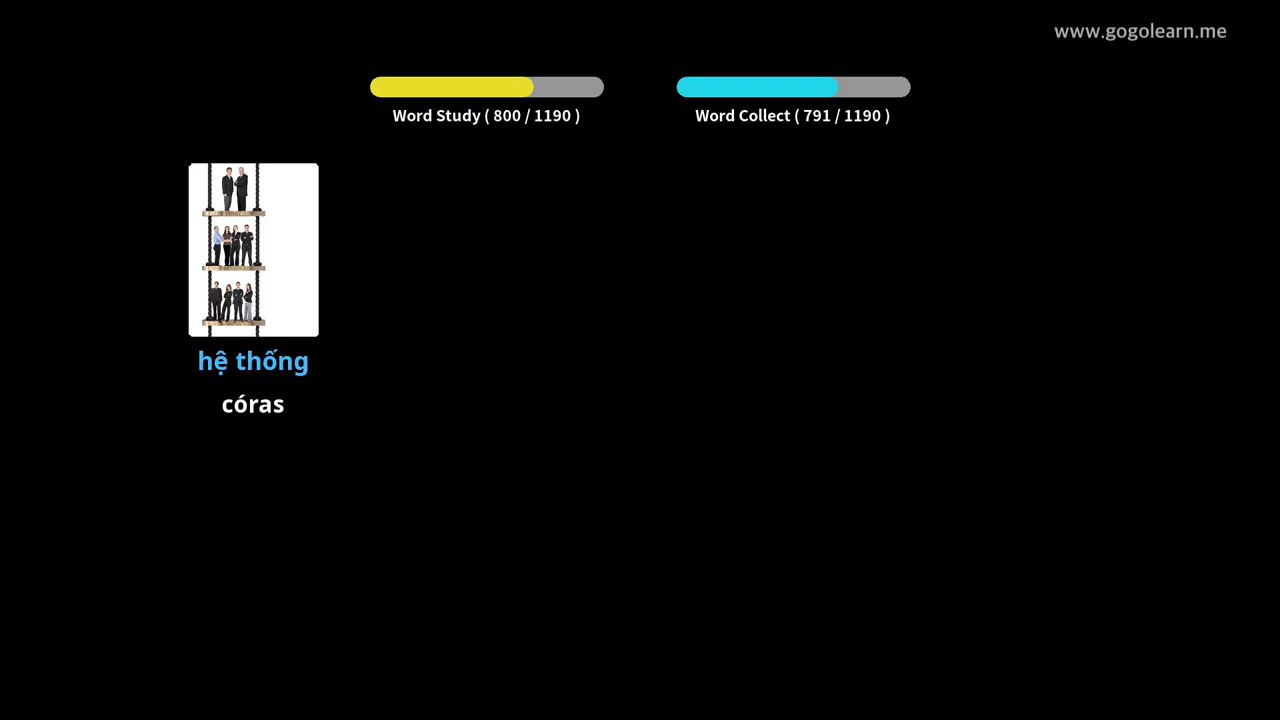 www.gogolearn.me
Word Study ( 800 / 1190 )
Word Collect ( 791 / 1190 )
hệ thống
córas